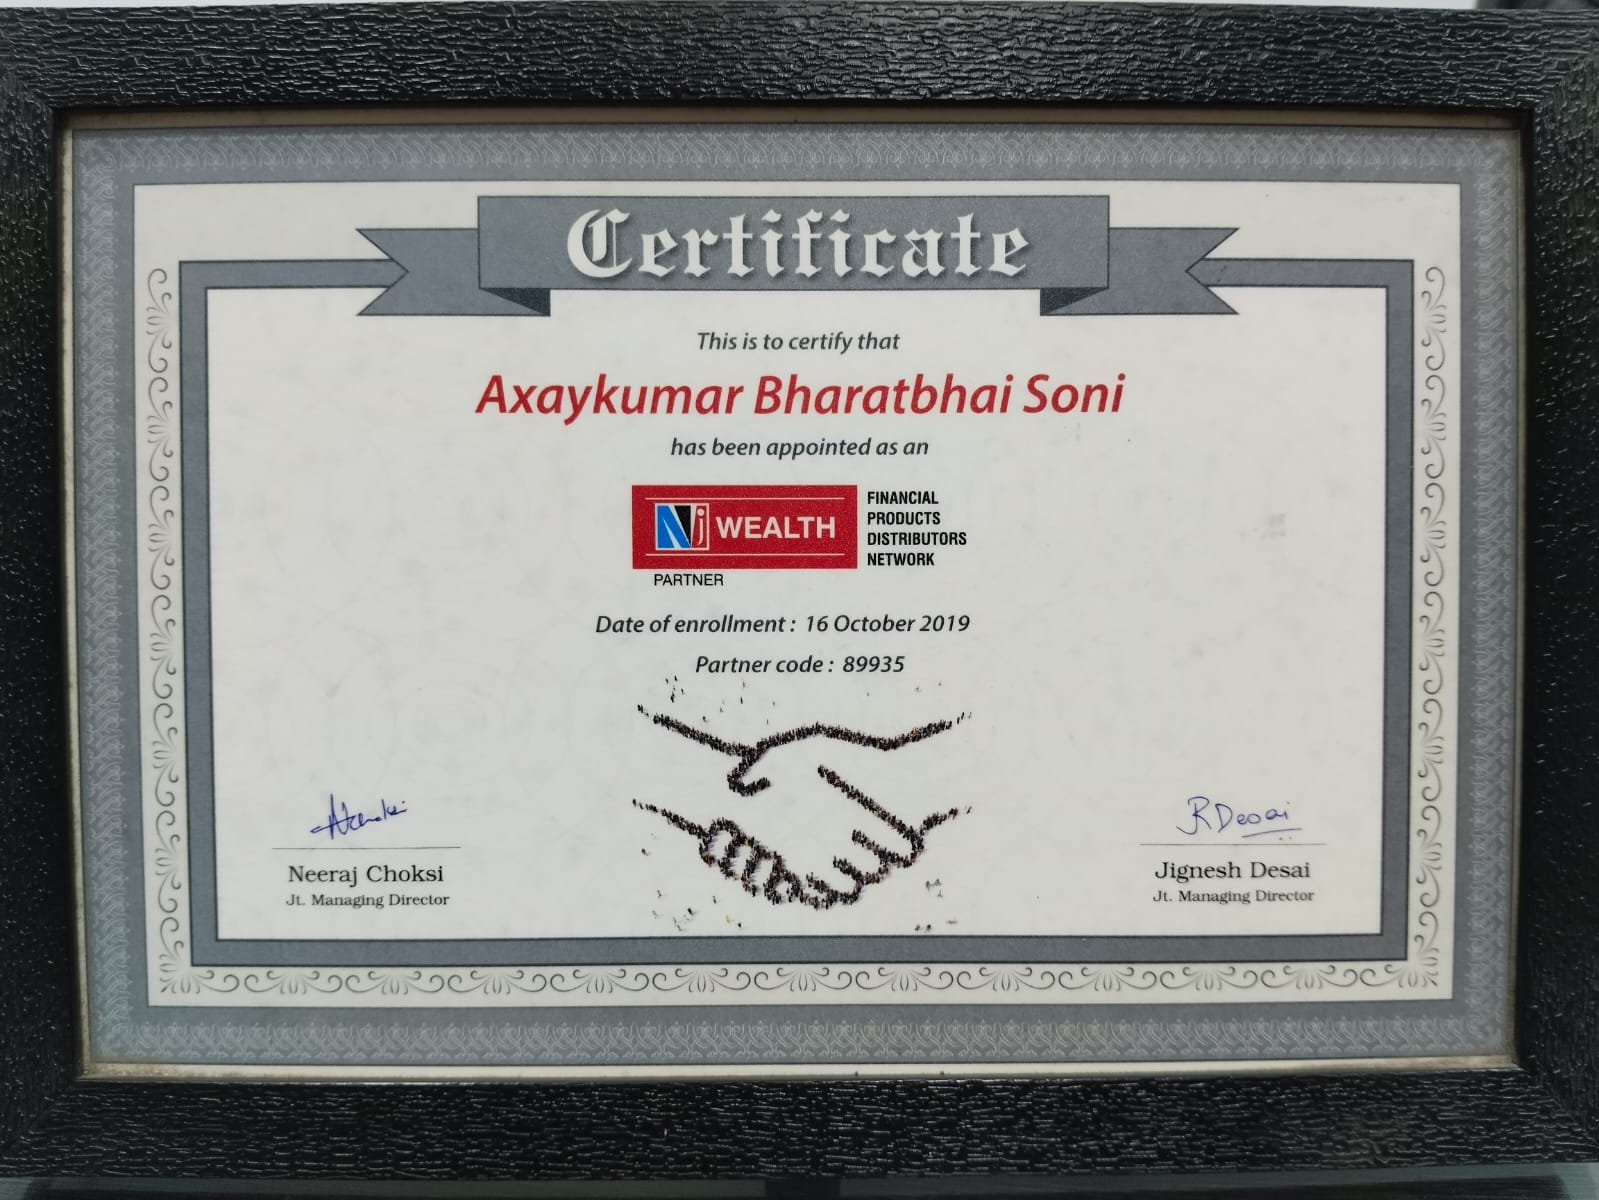 Certificate
This is to certify that
Axaykumar Bharatbhai Soni
has been appointed as an
Nj WEALTH
PARTNER
FINANCIAL
PRODUCTS
DISTRIBUTORS
NETWORK
Date of enrollment : 16 October 2019
Partner code : 89935
Neeraj Choksi
Jt. Managing Director
JRDesai
Jignesh Desai
Jt. Managing Director